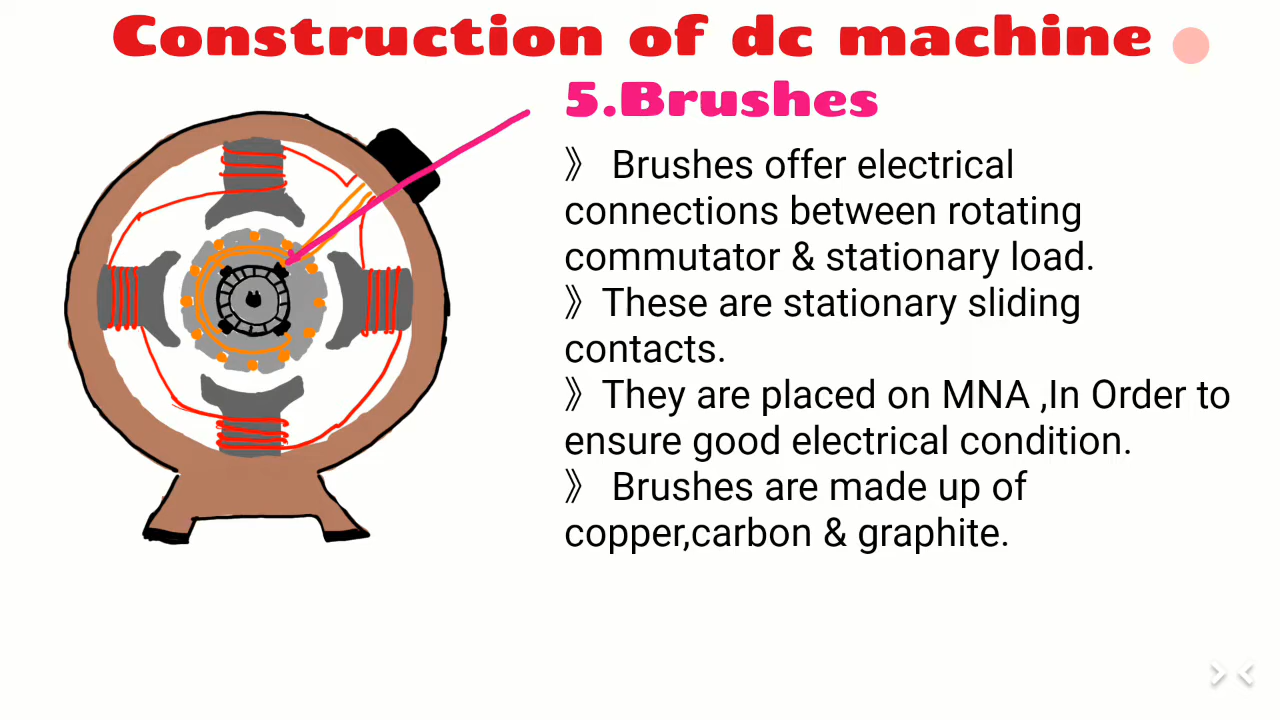 Construction of dc machine
5.Brushes
》 Brushes offer electrical
connections between rotating
commutator & stationary load.
》These are stationary sliding
contacts.
》They are placed on MNA ,In Order to
ensure good electrical condition.
》 Brushes are made up of
copper,carbon & graphite.